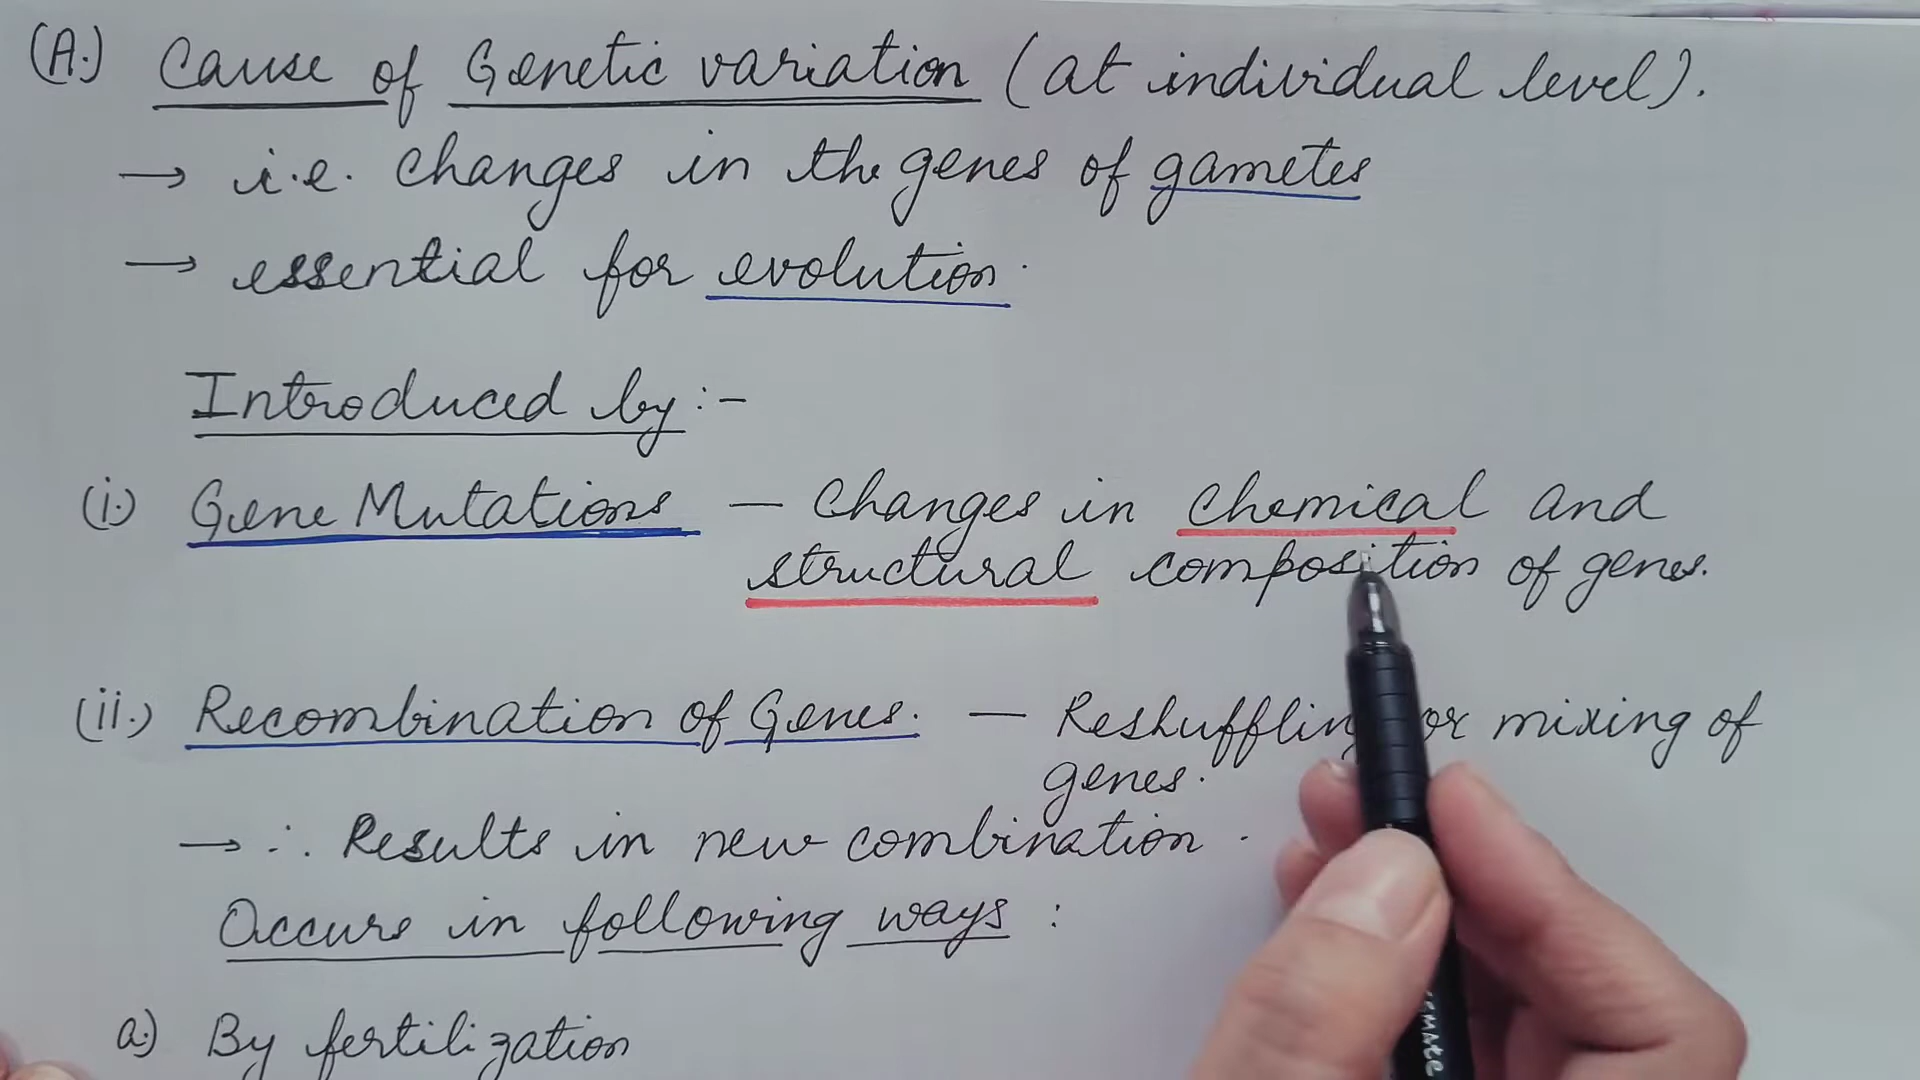 (A.) Cause of Genetic variation (at individual level).
→ i.e. changes in the genes of gametes
→ essential for evolution.
Introduced by:-
(i.) Gene Mutations — Changes in chemical and
structural composition of genes.
(ii.) Recombination of Genes. — Reshuffling or mixing of
genes.
→ ∴ Results in new combination.
Occurs in following ways :
a.) By fertilization